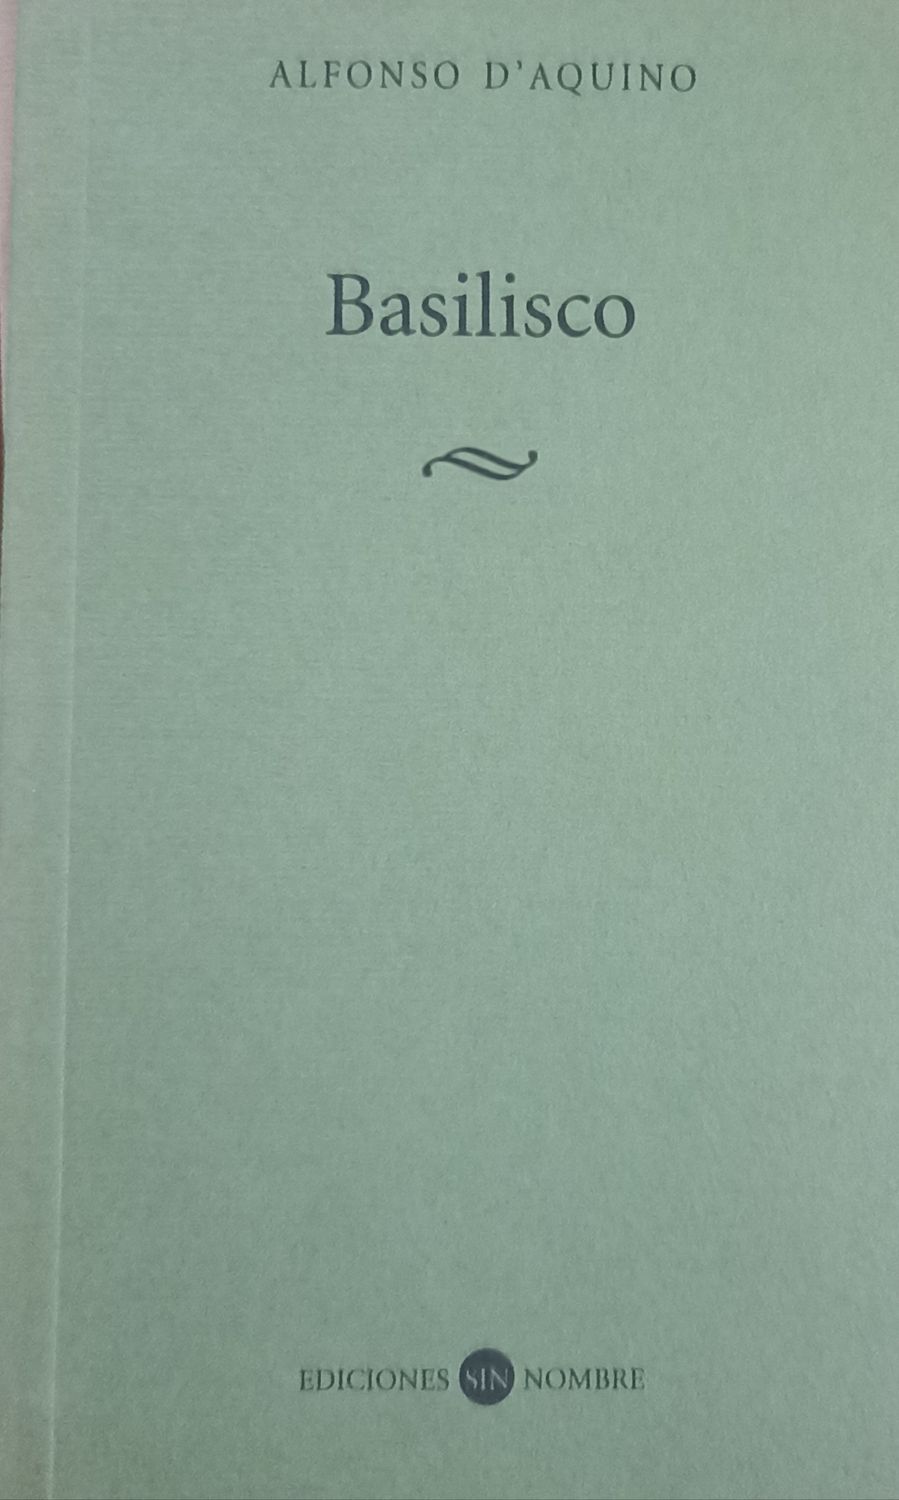 ALFONSO D'AQUINO
Basilisco
EDICIONES SIN NOMBRE